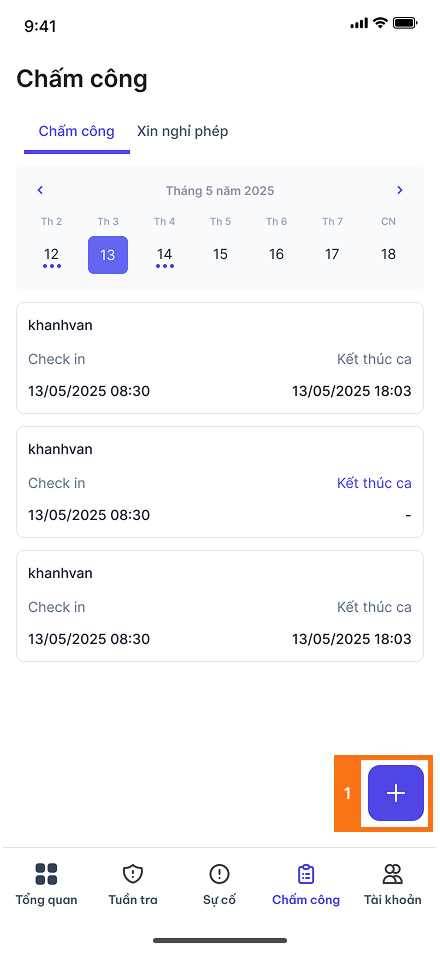 9:41
Chấm công
Chấm công Xin nghỉ phép
Tháng 5 năm 2025
Th 2 Th 3 Th 4 Th 5 Th 6 Th 7 CN
12 13 14 15 16 17 18
khanhvan
Check in Kết thúc ca
13/05/2025 08:30 13/05/2025 18:03
khanhvan
Check in Kết thúc ca
13/05/2025 08:30 -
khanhvan
Check in Kết thúc ca
13/05/2025 08:30 13/05/2025 18:03
1
Tổng quan Tuần tra Sự cố Chấm công Tài khoản